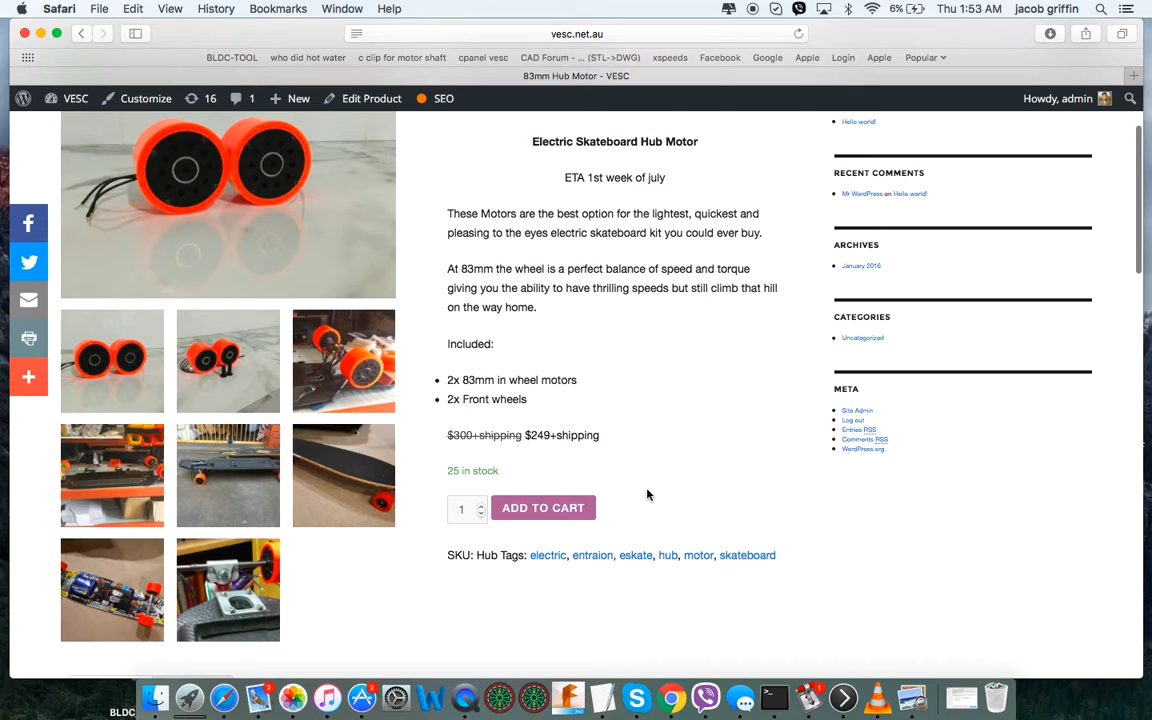 Safari File Edit View History Bookmarks Window Help 6% Thu 1:53 AM jacob griffin
vesc.net.au
BLDC-TOOL who did hot water c clip for motor shaft cpanel vesc CAD Forum - ... (STL->DWG) xspeeds Facebook Google Apple Login Apple Popular
83mm Hub Motor - VESC
VESC Customize 16 1 New Edit Product SEO Howdy, admin
Electric Skateboard Hub Motor
ETA 1st week of july
These Motors are the best option for the lightest, quickest and
pleasing to the eyes electric skateboard kit you could ever buy.
At 83mm the wheel is a perfect balance of speed and torque
giving you the ability to have thrilling speeds but still climb that hill
on the way home.
Included:
2x 83mm in wheel motors
2x Front wheels
$300+shipping $249+shipping
25 in stock
1 ADD TO CART
SKU: Hub Tags: electric, entraion, eskate, hub, motor, skateboard
Hello world!
RECENT COMMENTS
Mr WordPress on Hello world!
ARCHIVES
January 2016
CATEGORIES
Uncategorized
META
Site Admin
Log out
Entries RSS
Comments RSS
WordPress.org
2 2 1
BLDC